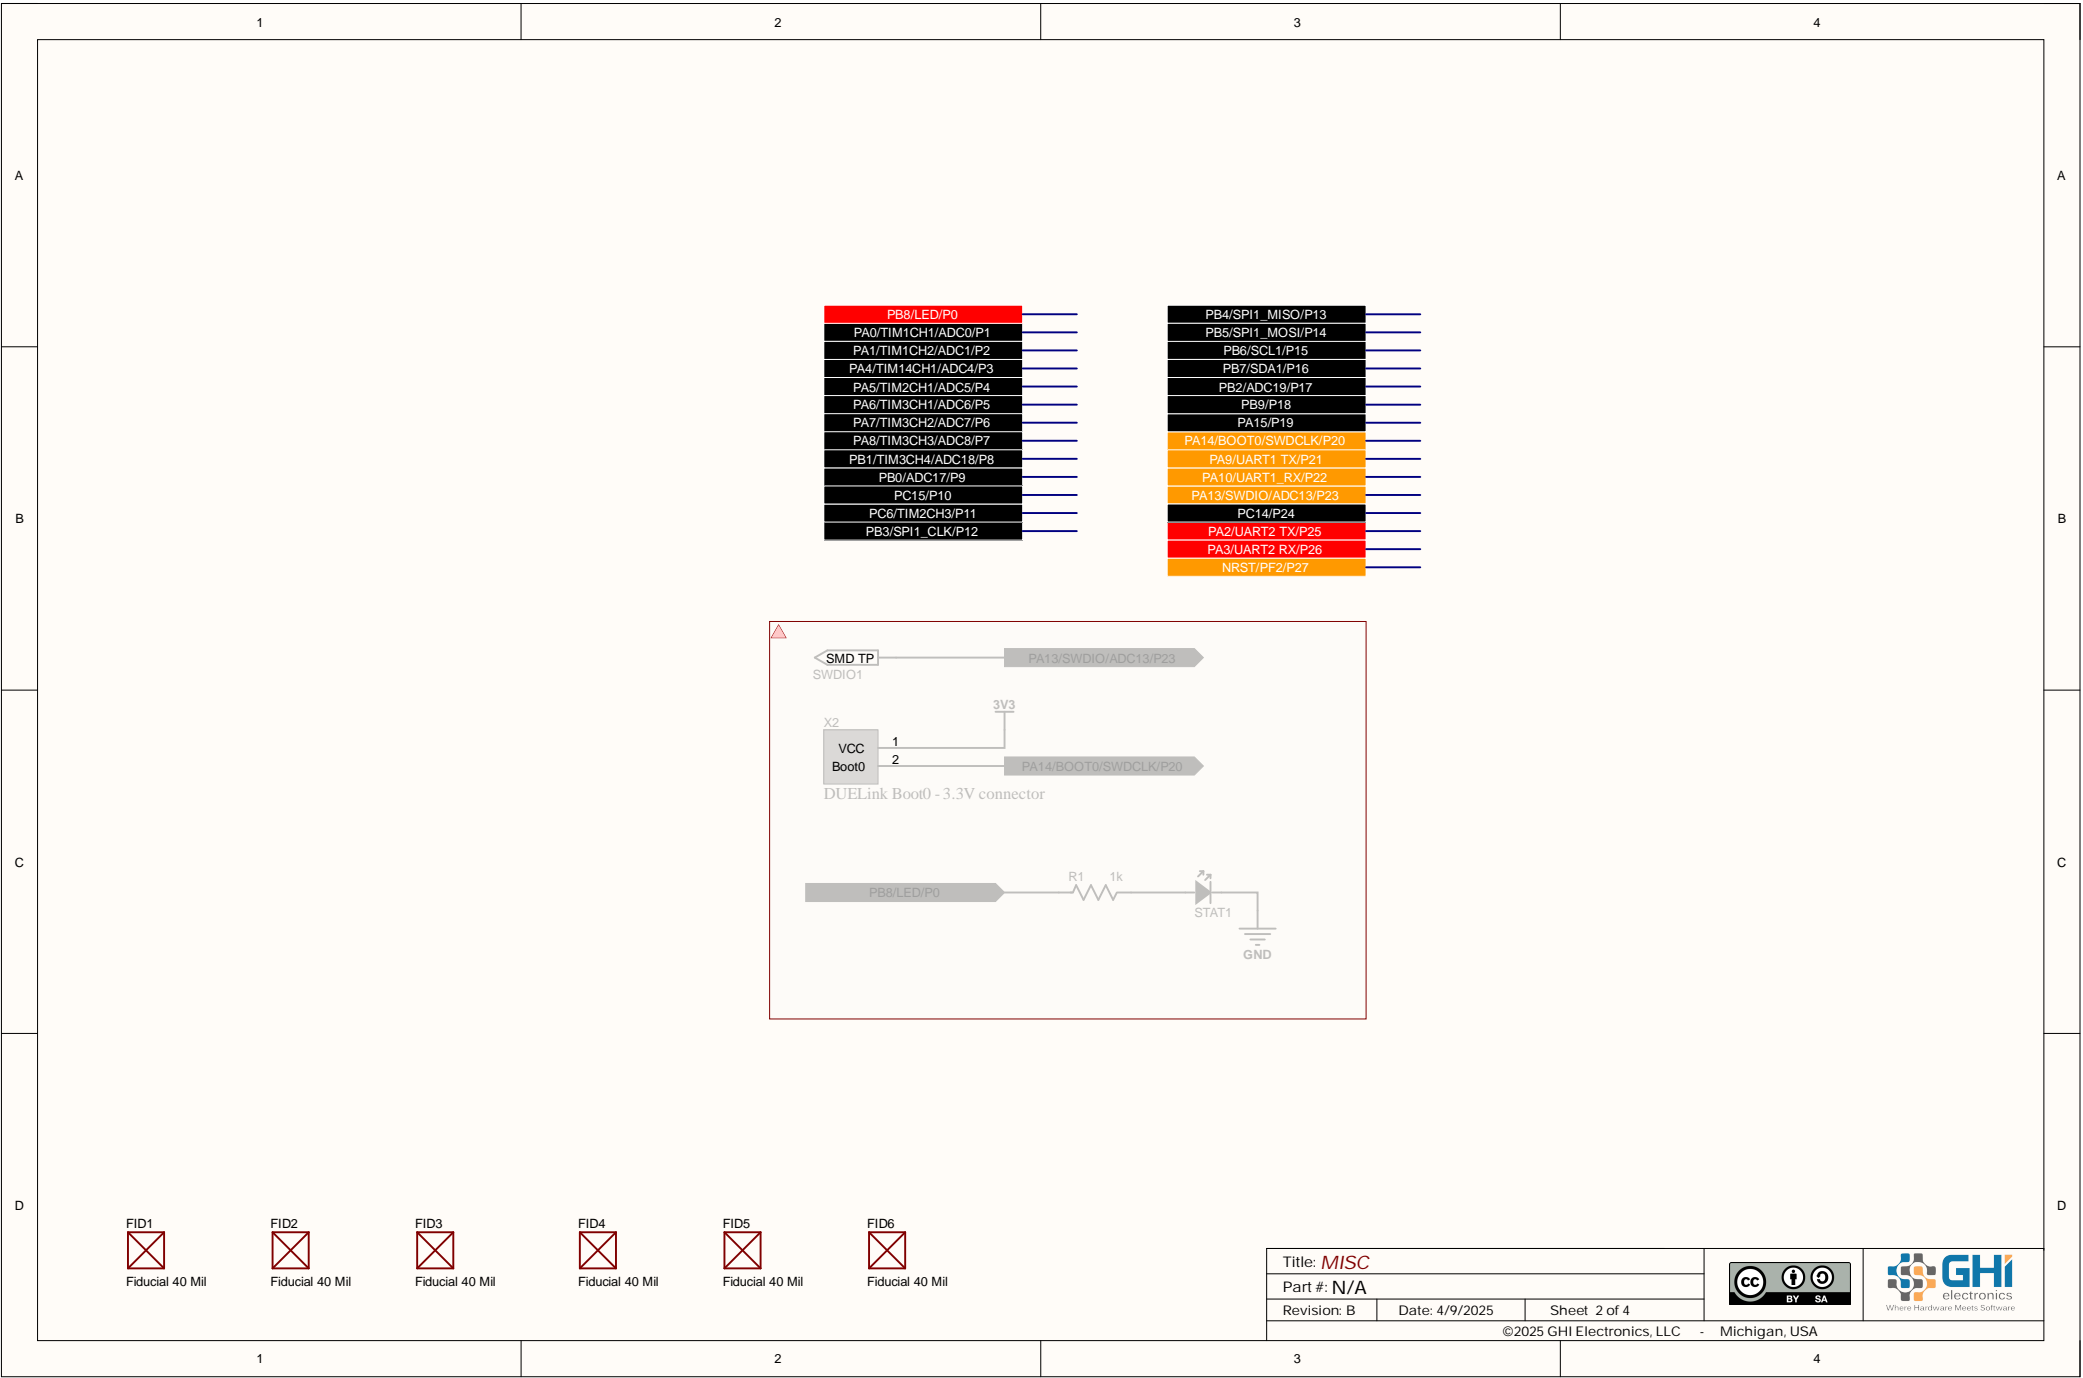 1 2 3 4
A A
PB8/LED/P0
PA0/TIM1CH1/ADC0/P1
PA1/TIM1CH2/ADC1/P2
PA4/TIM14CH1/ADC4/P3
PA5/TIM2CH1/ADC5/P4
PA6/TIM3CH1/ADC6/P5
PA7/TIM3CH2/ADC7/P6
PA8/TIM3CH3/ADC8/P7
PB1/TIM3CH4/ADC18/P8
PB0/ADC17/P9
PC15/P10
PC6/TIM2CH3/P11
PB3/SPI1_CLK/P12
PB4/SPI1_MISO/P13
PB5/SPI1_MOSI/P14
PB6/SCL1/P15
PB7/SDA1/P16
PB2/ADC19/P17
PB9/P18
PA15/P19
PA14/BOOT0/SWDCLK/P20
PA9/UART1 TX/P21
PA10/UART1_RX/P22
PA13/SWDIO/ADC13/P23
PC14/P24
PA2/UART2 TX/P25
PA3/UART2 RX/P26
NRST/PF2/P27
B B
SMD TP PA13/SWDIO/ADC13/P23
SWDIO1
3V3
X2
VCC 1
Boot0 2 PA14/BOOT0/SWDCLK/P20
DUELink Boot0 - 3.3V connector
C C
R1 1k
PB8/LED/P0
STAT1
GND
D D
FID1 FID2 FID3 FID4 FID5 FID6
Fiducial 40 Mil Fiducial 40 Mil Fiducial 40 Mil Fiducial 40 Mil Fiducial 40 Mil Fiducial 40 Mil
Title: MISC
Part #: N/A
Revision: B Date: 4/9/2025 Sheet 2 of 4
cc BY SA
GHI
electronics
Where Hardware Meets Software
©2025 GHI Electronics, LLC - Michigan, USA
1 2 3 4